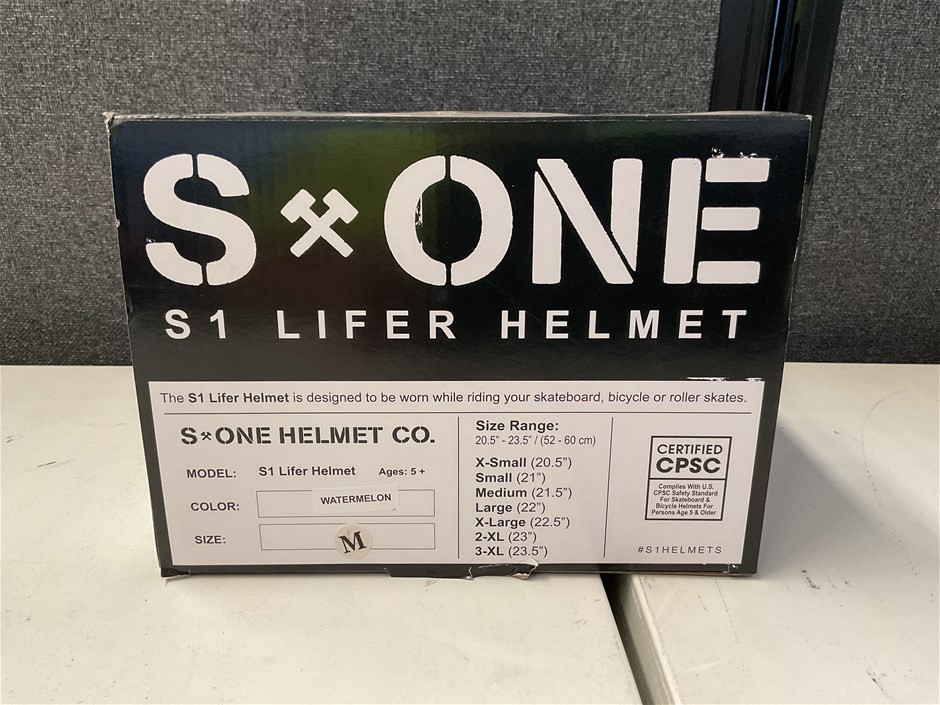 S ONE
S1 LIFER HELMET
The S1 Lifer Helmet is designed to be worn while riding your skateboard, bicycle or roller skates.
S ONE HELMET CO.
MODEL: S1 Lifer Helmet Ages: 5 +
COLOR: WATERMELON
SIZE: M
Size Range:
20.5" - 23.5" / (52 - 60 cm)
X-Small (20.5")
Small (21")
Medium (21.5")
Large (22")
X-Large (22.5")
2-XL (23")
3-XL (23.5")
CERTIFIED
CPSC
Complies With U.S.
CPSC Safety Standard
For Skateboard &
Bicycle Helmets For
Persons Age 5 & Older
#S1HELMETS